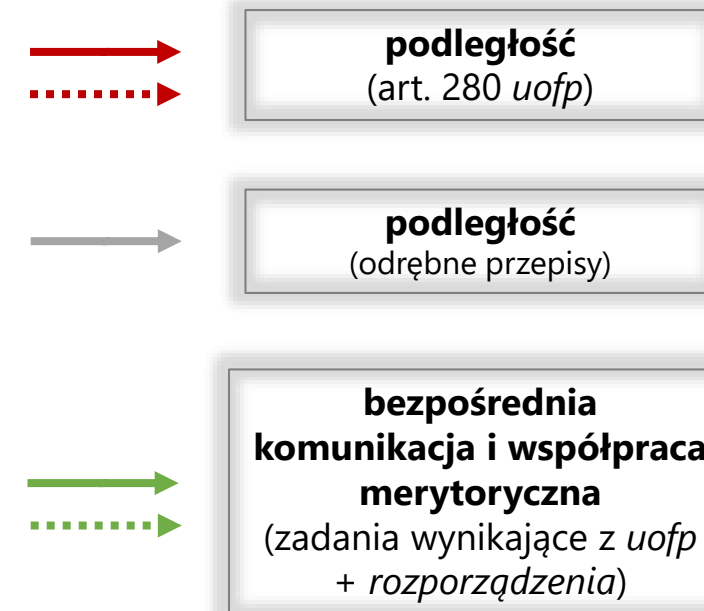 podległość
(art. 280 uofp)
podległość
(odrębne przepisy)
bezpośrednia
komunikacja i współpraca
merytoryczna
(zadania wynikające z uofp
+ rozporządzenia)